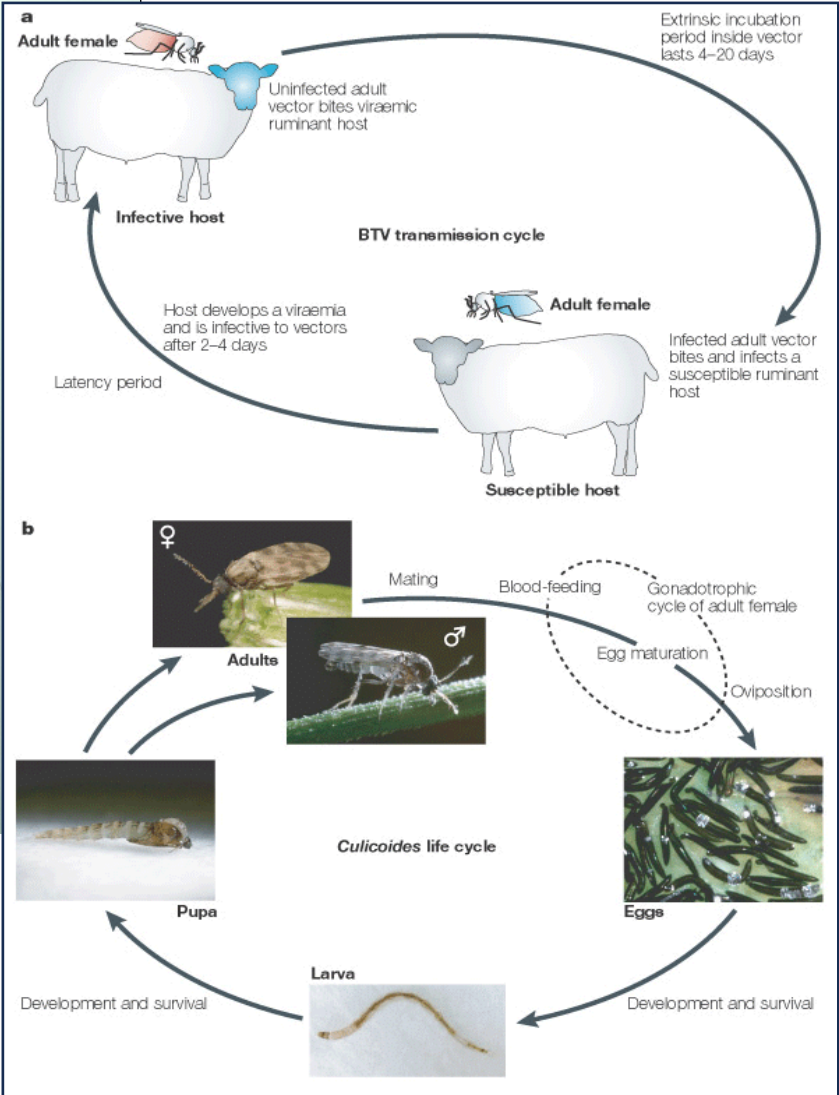 a
Adult female
Uninfected adult
vector bites viraemic
ruminant host
Infective host
Extrinsic incubation
period inside vector
lasts 4–20 days
BTV transmission cycle
Adult female
Host develops a viraemia
and is infective to vectors
after 2–4 days
Latency period
Infected adult vector
bites and infects a
susceptible ruminant
host
Susceptible host
b
♀
Adults
♂
Mating
Blood-feeding
Gonadotrophic
cycle of adult female
Egg maturation
Oviposition
Culicoides life cycle
Pupa
Eggs
Larva
Development and survival
Development and survival